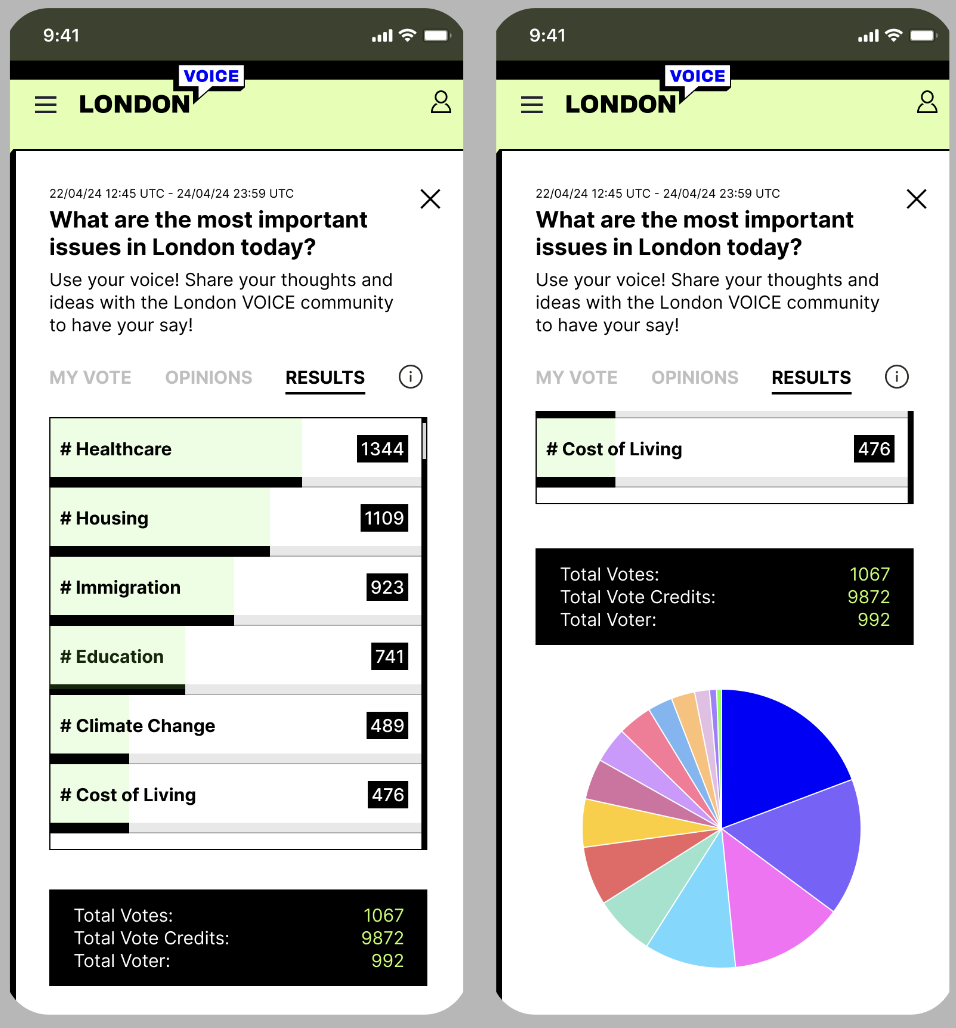 9:41
VOICE
LONDON
22/04/24 12:45 UTC - 24/04/24 23:59 UTC
What are the most important
issues in London today?
Use your voice! Share your thoughts and
ideas with the London VOICE community
to have your say!
MY VOTE OPINIONS RESULTS i
# Healthcare 1344
# Housing 1109
# Immigration 923
# Education 741
# Climate Change 489
# Cost of Living 476
Total Votes: 1067
Total Vote Credits: 9872
Total Voter: 992
9:41
VOICE
LONDON
22/04/24 12:45 UTC - 24/04/24 23:59 UTC
What are the most important
issues in London today?
Use your voice! Share your thoughts and
ideas with the London VOICE community
to have your say!
MY VOTE OPINIONS RESULTS i
# Cost of Living 476
Total Votes: 1067
Total Vote Credits: 9872
Total Voter: 992